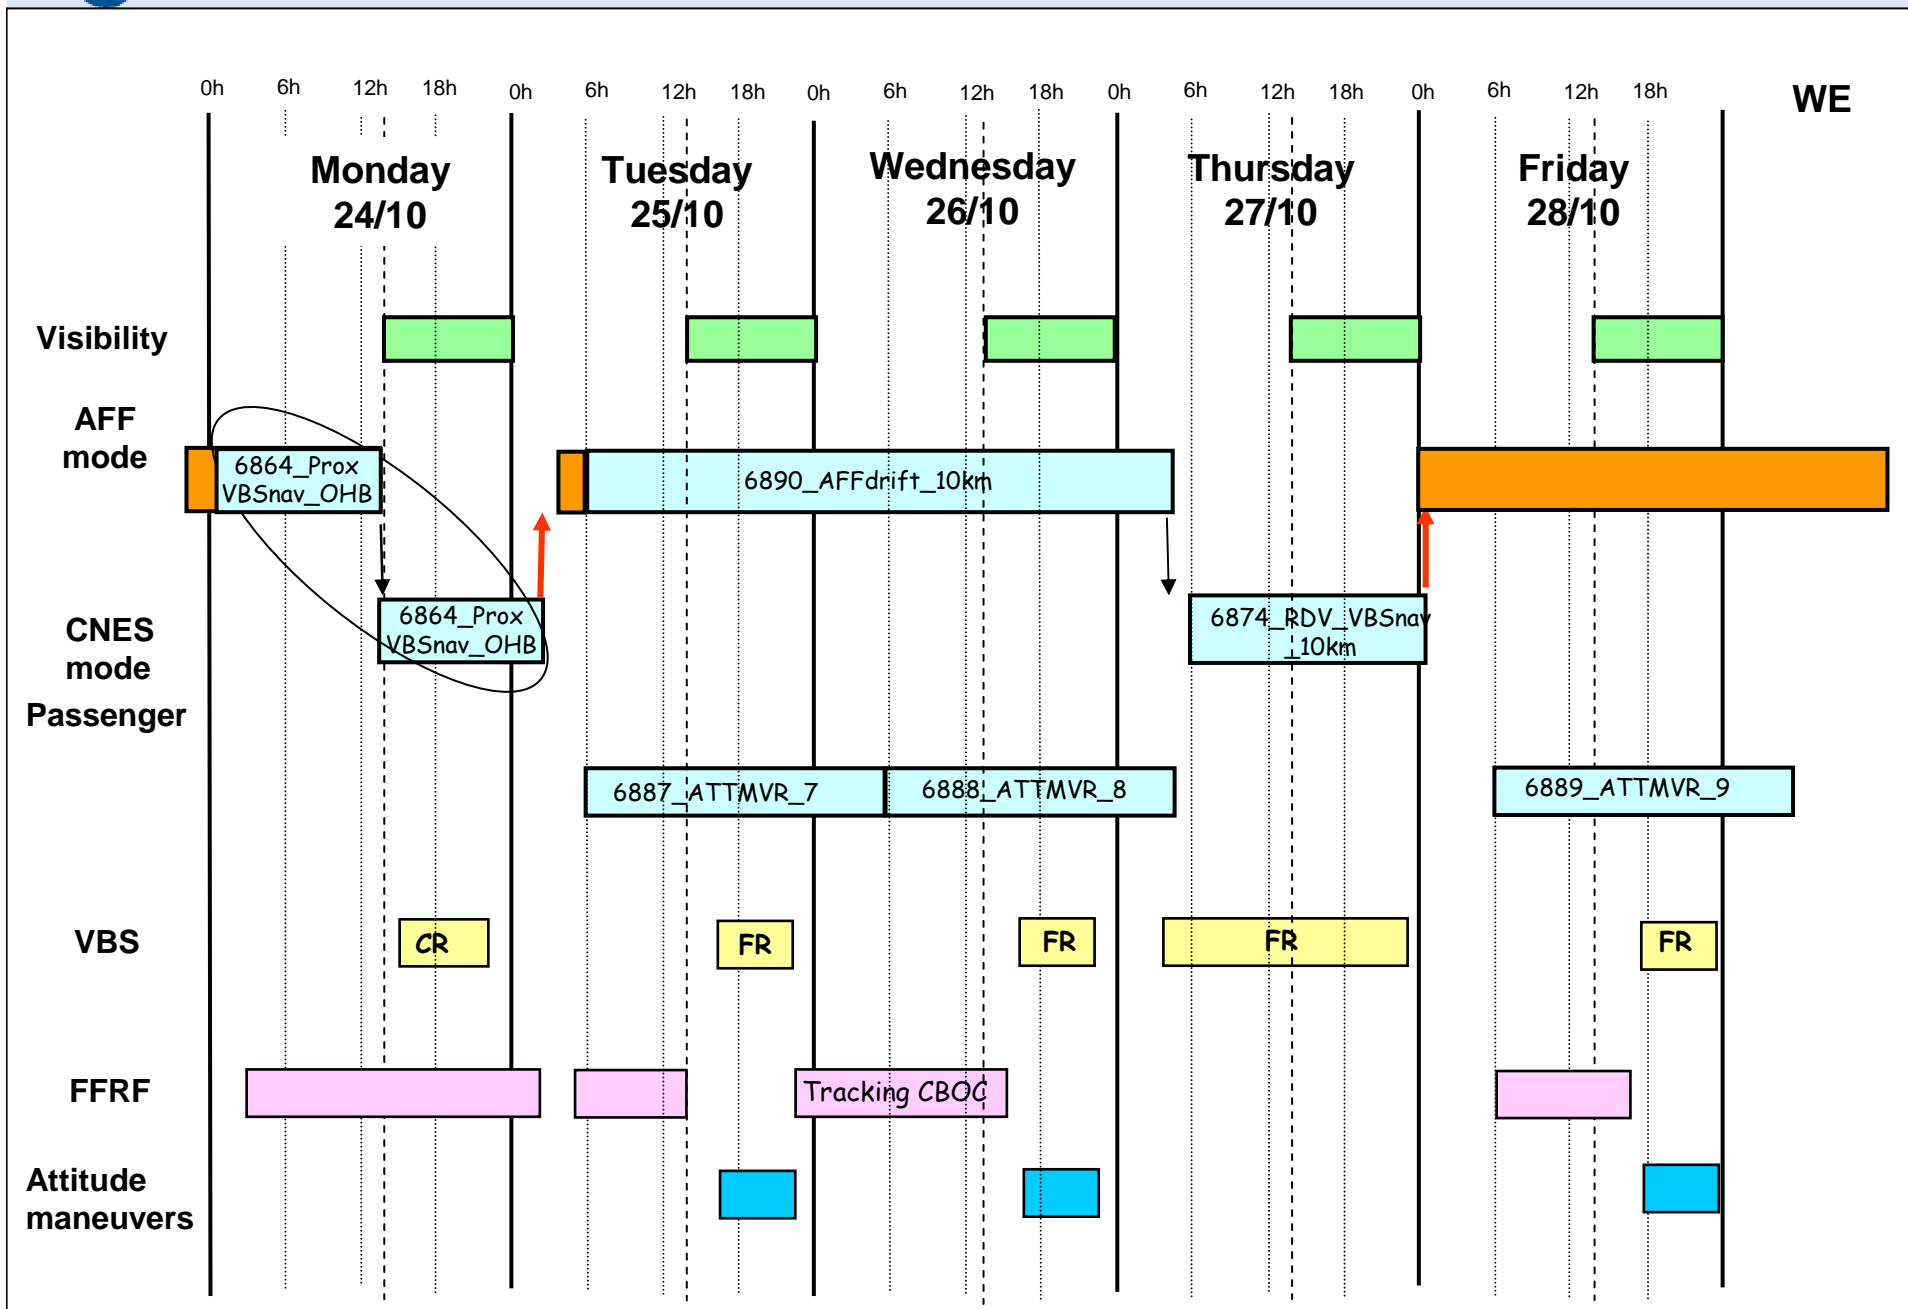 0h 6h 12h 18h 0h 6h 12h 18h 0h 6h 12h 18h 0h 6h 12h 18h 0h 6h 12h 18h WE
Monday
24/10
Tuesday
25/10
Wednesday
26/10
Thursday
27/10
Friday
28/10
Visibility
AFF
mode
6864_Prox
VBSnav_OHB
6890_AFFdrift_10km
CNES
mode
6864_Prox
VBSnav_OHB
6874_RDV_VBSnav
_10km
Passenger
6887_ATTMVR_7
6888_ATTMVR_8
6889_ATTMVR_9
VBS
CR
FR
FR
FR
FR
FFRF
Tracking CBOC
Attitude
maneuvers